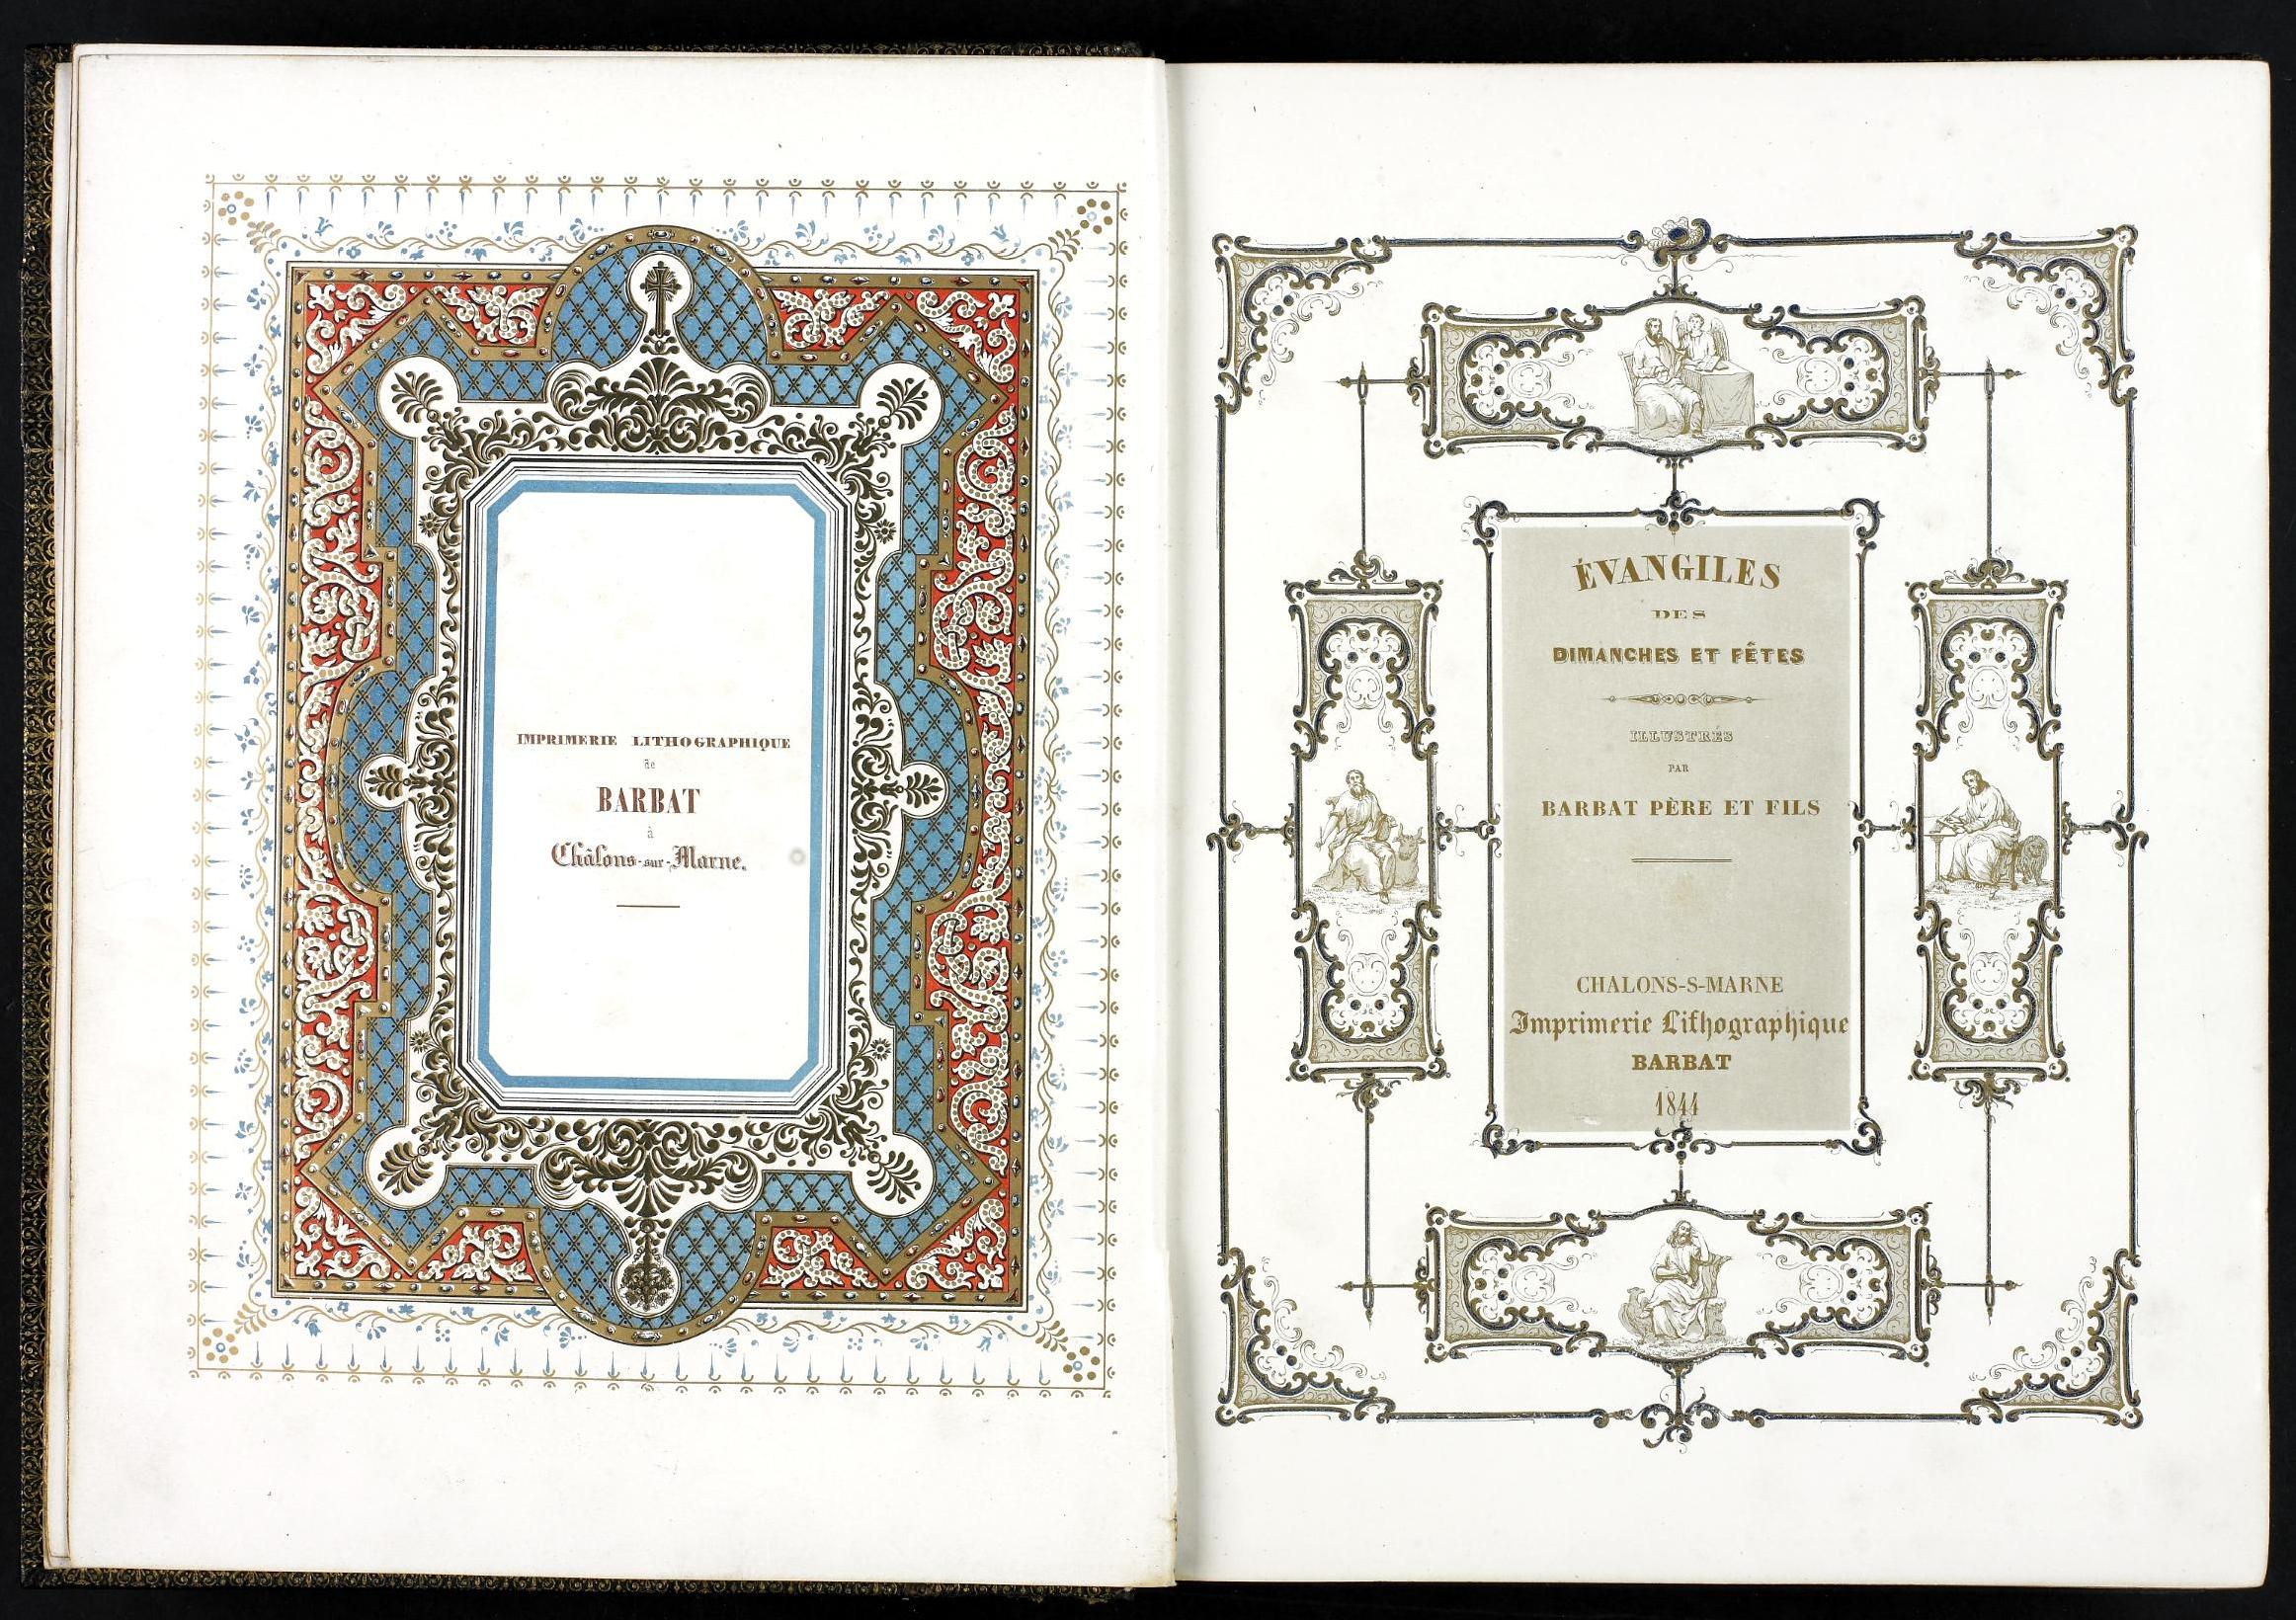 IMPRIMERIE LITHOGRAPHIQUE
de
BARBAT
à
Châlons-sur-Marne.
ÉVANGILES
DES
DIMANCHES ET FÊTES
ILLUSTRÉS
PAR
BARBAT PÈRE ET FILS
CHALONS-S-MARNE
Imprimerie Lithographique
BARBAT
1844